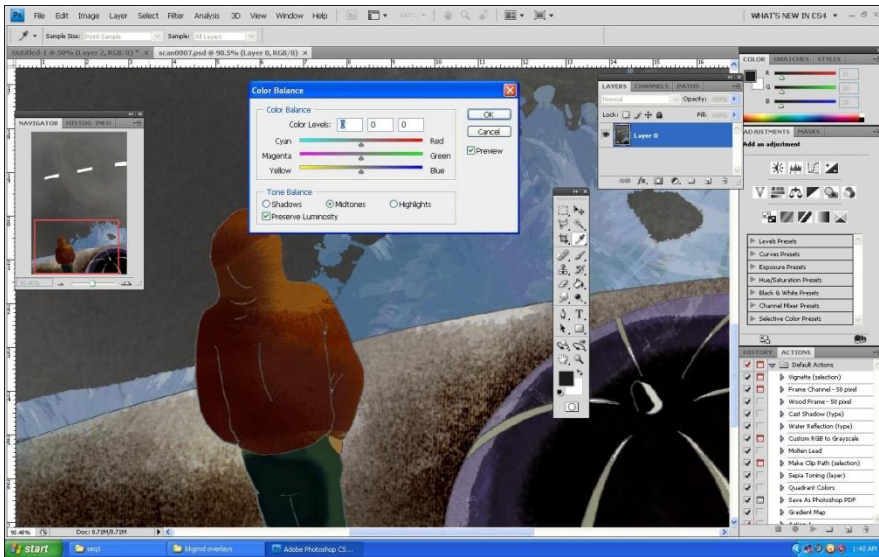 Ps File Edit Image Layer Select Filter Analysis 3D View Window Help
WHAT'S NEW IN CS4
Sample Size: Point Sample Sample: All Layers
Untitled-1 @ 50% (Layer 2, RGB/8) * × scan0007.psd @ 90.5% (Layer 0, RGB/8) ×
NAVIGATOR HISTOG INFO
Color Balance
Color Balance
Color Levels: 0 0 0
Cyan Red
Magenta Green
Yellow Blue
Tone Balance
Shadows Midtones Highlights
Preserve Luminosity
OK
Cancel
Preview
LAYERS CHANNELS PATHS
Normal Opacity: 100%
Lock: Fill: 100%
Layer 0
COLOR SWATCHES STYLES
R
G
B
ADJUSTMENTS MASKS
Add an adjustment
Levels Presets
Curves Presets
Exposure Presets
Hue/Saturation Presets
Black & White Presets
Channel Mixer Presets
Selective Color Presets
HISTORY ACTIONS
Default Actions
Vignette (selection)
Frame Channel - 50 pixel
Wood Frame - 50 pixel
Cast Shadow (type)
Water Reflection (type)
Custom RGB to Grayscale
Molten Lead
Make Clip Path (selection)
Sepia Toning (layer)
Quadrant Colors
Save As Photoshop PDF
Gradient Map
90.48% Doc: 8.71M/8.71M
start seq1 bkgrnd overlays Adobe Photoshop CS... 1:40 AM